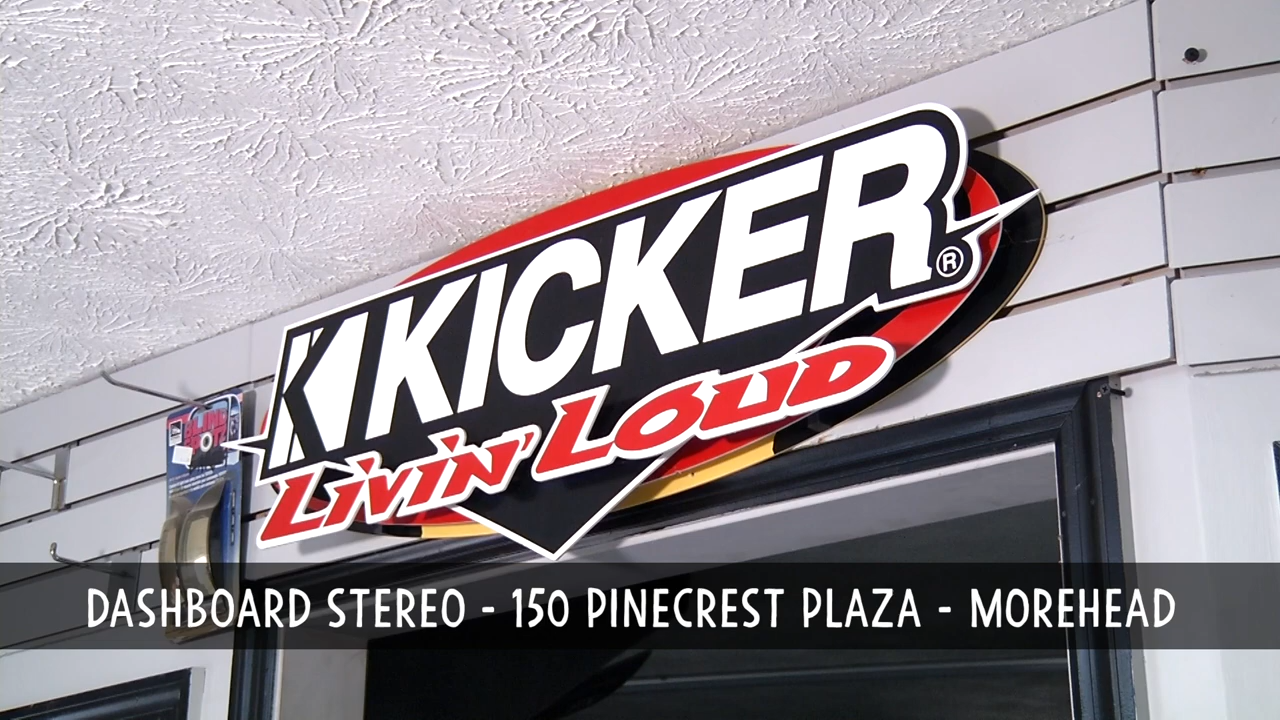 KICKER®
LIVIN' LOUD
DASHBOARD STEREO - 150 PINECREST PLAZA - MOREHEAD